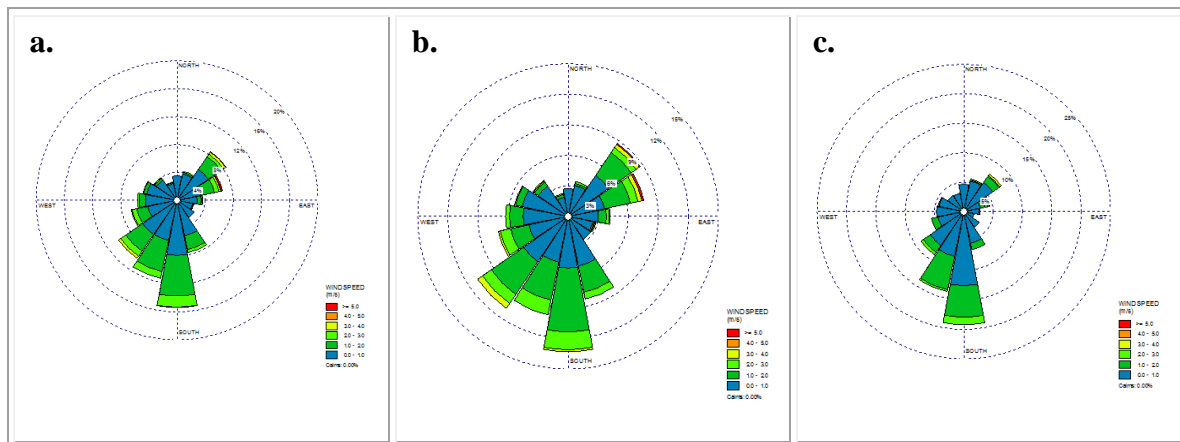 a.
NORTH
20%
16%
12%
8%
4%
WEST
EAST
SOUTH
WINDSPEED
(m/s)
>= 5.0
4.0 - 5.0
3.0 - 4.0
2.0 - 3.0
1.0 - 2.0
0.0 - 1.0
Calms: 0.00%
b.
NORTH
15%
12%
9%
6%
3%
WEST
EAST
SOUTH
WINDSPEED
(m/s)
>= 5.0
4.0 - 5.0
3.0 - 4.0
2.0 - 3.0
1.0 - 2.0
0.0 - 1.0
Calms: 0.00%
c.
NORTH
25%
20%
15%
10%
5%
WEST
EAST
SOUTH
WINDSPEED
(m/s)
>= 5.0
4.0 - 5.0
3.0 - 4.0
2.0 - 3.0
1.0 - 2.0
0.0 - 1.0
Calms: 0.00%